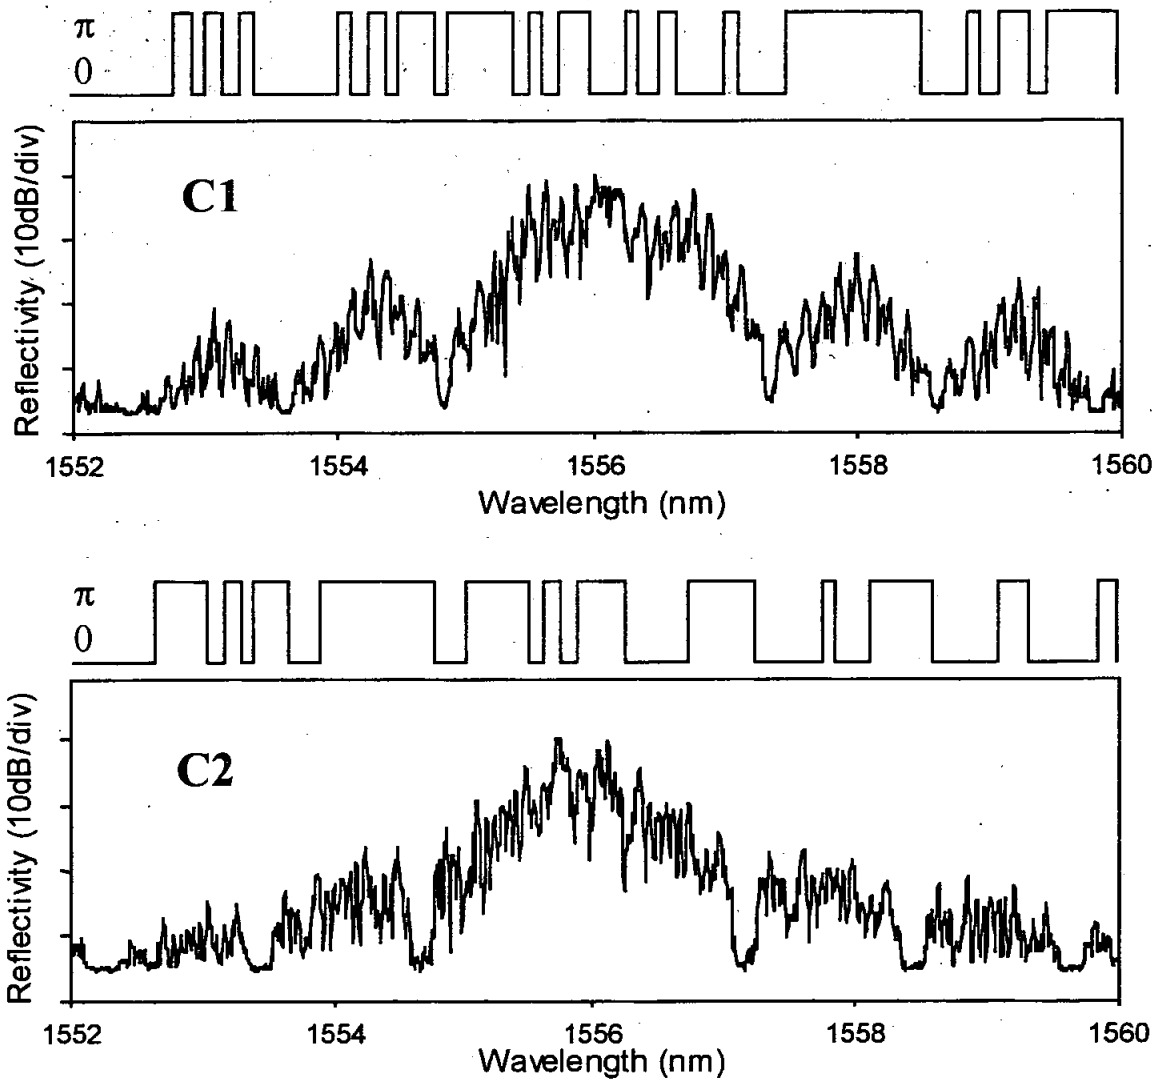 π
0
C1
Reflectivity (10dB/div)
1552 1554 1556 1558 1560
Wavelength (nm)
π
0
C2
Reflectivity (10dB/div)
1552 1554 1556 1558 1560
Wavelength (nm)